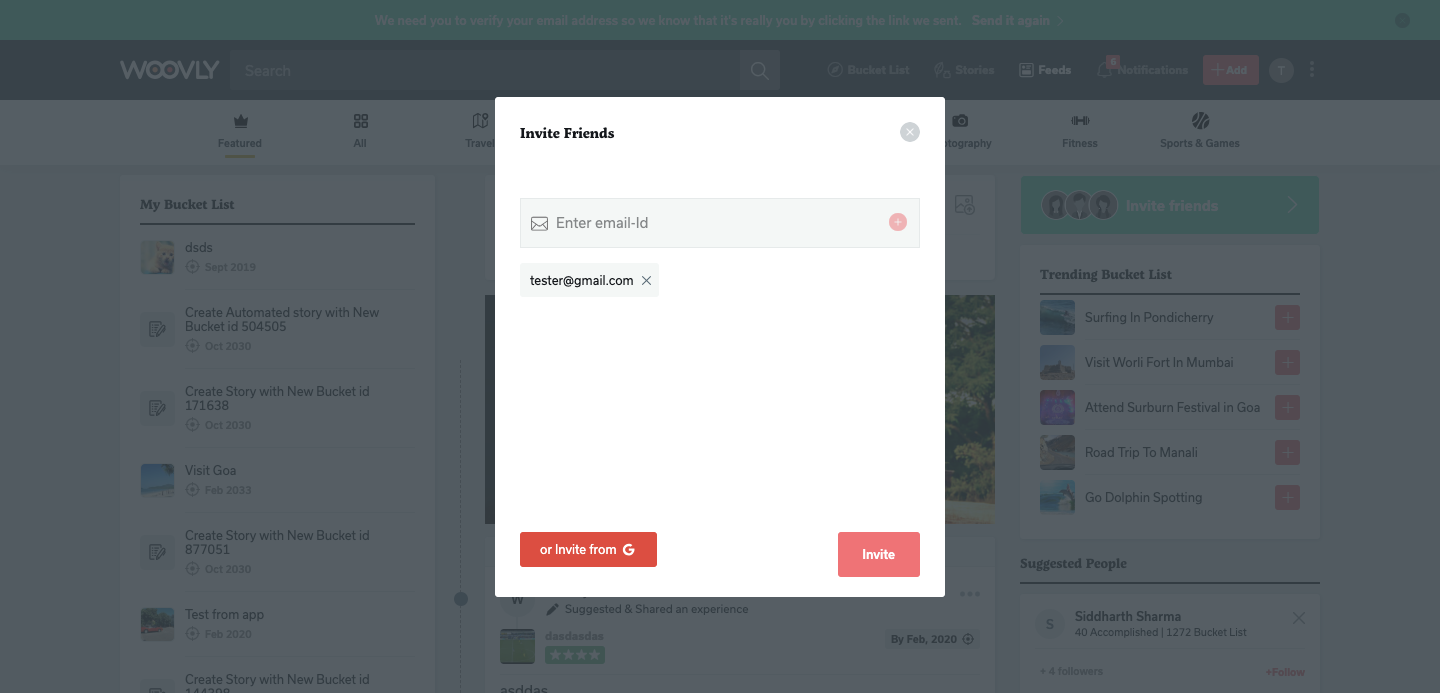 We need you to verify your email address so we know that it's really you by clicking the link we sent. Send it again
WOOVLY
Search
Bucket List
Stories
Feeds
6
Notifications
+Add
T
Featured
All
Travel
tography
Fitness
Sports & Games
Invite Friends
Enter email-Id
tester@gmail.com
or Invite from G
Invite
My Bucket List
dsds
Sept 2019
Create Automated story with New
Bucket id 504505
Oct 2030
Create Story with New Bucket id
171638
Oct 2030
Visit Goa
Feb 2033
Create Story with New Bucket id
877051
Oct 2030
Test from app
Feb 2020
Create Story with New Bucket id
144398
W
Suggested & Shared an experience
dasdasdas
By Feb, 2020
asddas
Invite friends
Trending Bucket List
Surfing In Pondicherry
Visit Worli Fort In Mumbai
Attend Surburn Festival in Goa
Road Trip To Manali
Go Dolphin Spotting
Suggested People
S
Siddharth Sharma
40 Accomplished | 1272 Bucket List
+ 4 followers
+Follow